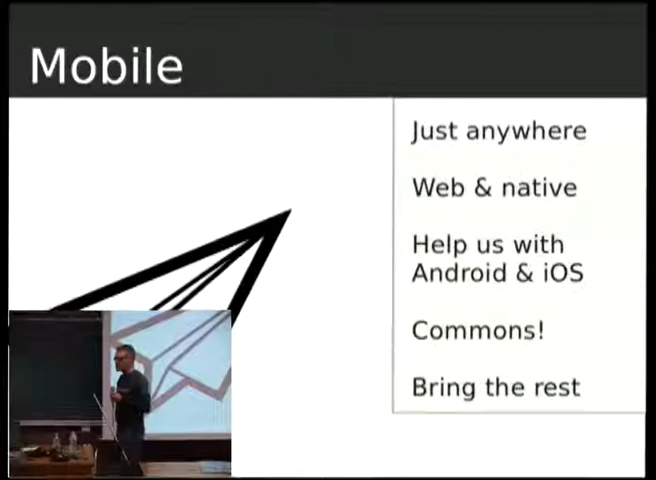 Mobile
Just anywhere
Web & native
Help us with
Android & iOS
Commons!
Bring the rest